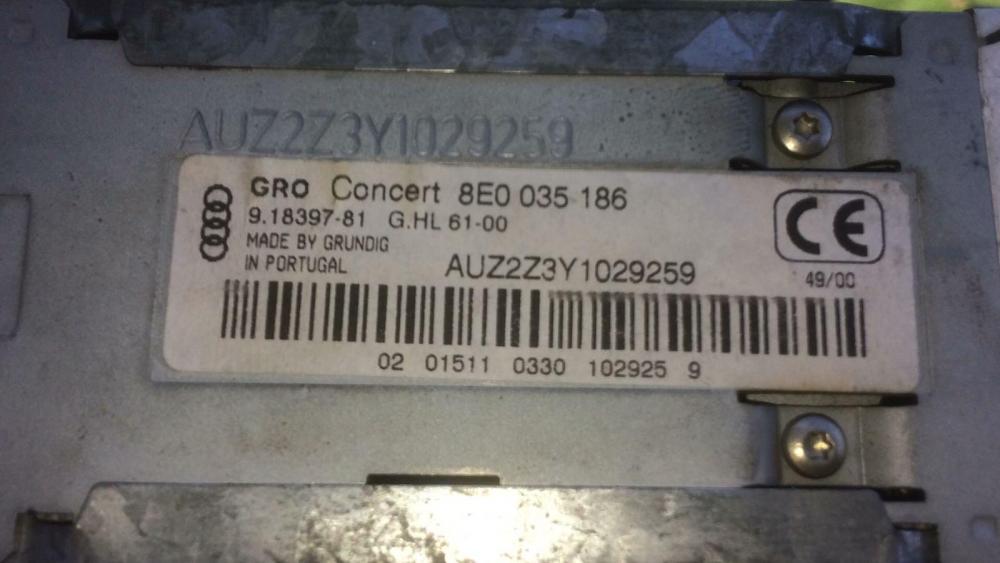 AUZ2Z3Y1029259
GRO Concert 8E0 035 186
9.18397-81 G.HL 61-00
MADE BY GRUNDIG
IN PORTUGAL
AUZ2Z3Y1029259
CE
49/00
02 01511 0330 102925 9